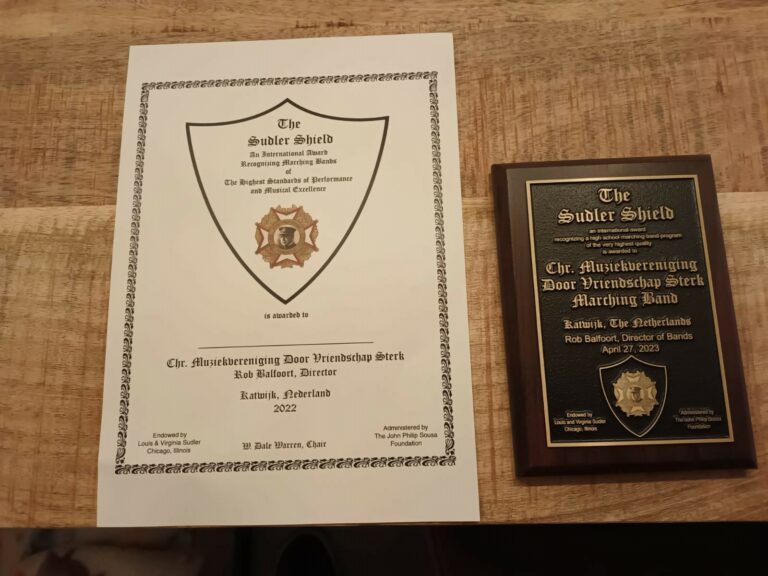 The
Sudler Shield
An International Award
Recognizing Marching Bands
of
The Highest Standards of Performance
and Musical Excellence
is awarded to
Chr. Muziekvereniging Door Vriendschap Sterk
Rob Balfoort, Director
Katwijk, Nederland
2022
Endowed by
Louis & Virginia Sudler
Chicago, Illinois
W. Dale Warren, Chair
Administered by
The John Philip Sousa
Foundation
The
Sudler Shield
an international award
recognizing a high school marching band program
of the very highest quality
is awarded to
Chr. Muziekvereniging
Door Vriendschap Sterk
Marching Band
Katwijk, The Netherlands
Rob Balfoort, Director of Bands
April 27, 2023
Endowed by
Louis and Virginia Sudler
Chicago, Illinois
Administered by
The John Philip Sousa
Foundation